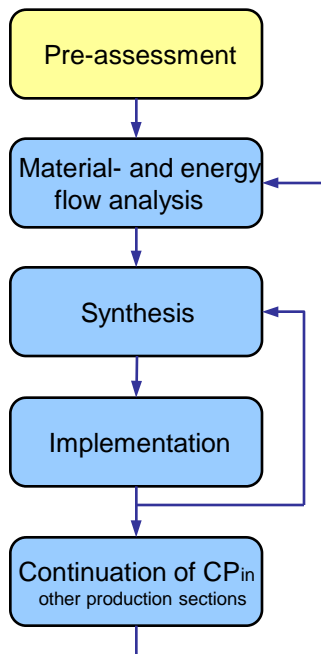 Pre-assessment
Material- and energy
flow analysis
Synthesis
Implementation
Continuation of CPin
other production sections